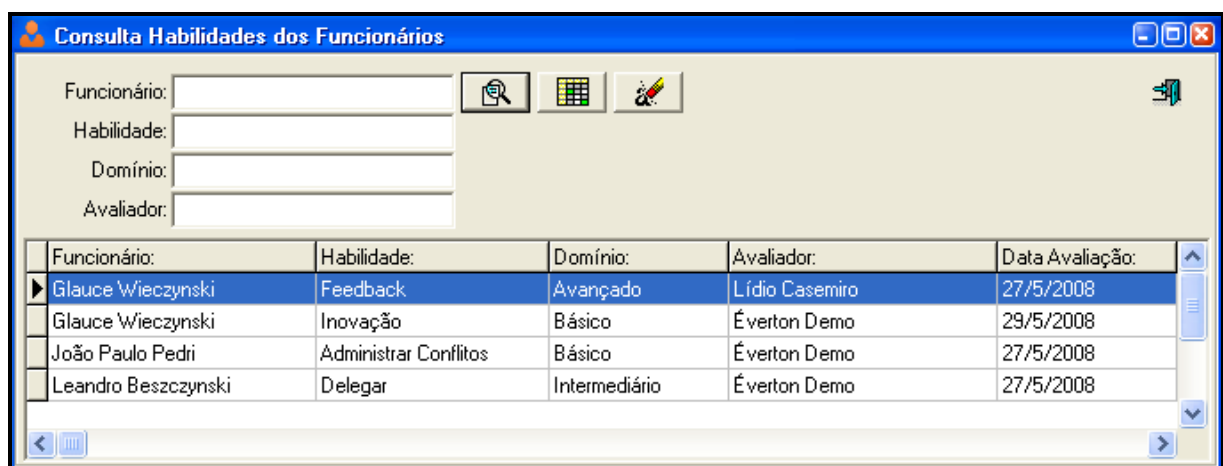 Consulta Habilidades dos Funcionários
Funcionário:
Habilidade:
Domínio:
Avaliador:
Funcionário: Habilidade: Domínio: Avaliador: Data Avaliação:
Glauce Wieczynski Feedback Avançado Lídio Casemiro 27/5/2008
Glauce Wieczynski Inovação Básico Éverton Demo 29/5/2008
João Paulo Pedri Administrar Conflitos Básico Éverton Demo 27/5/2008
Leandro Beszczynski Delegar Intermediário Éverton Demo 27/5/2008